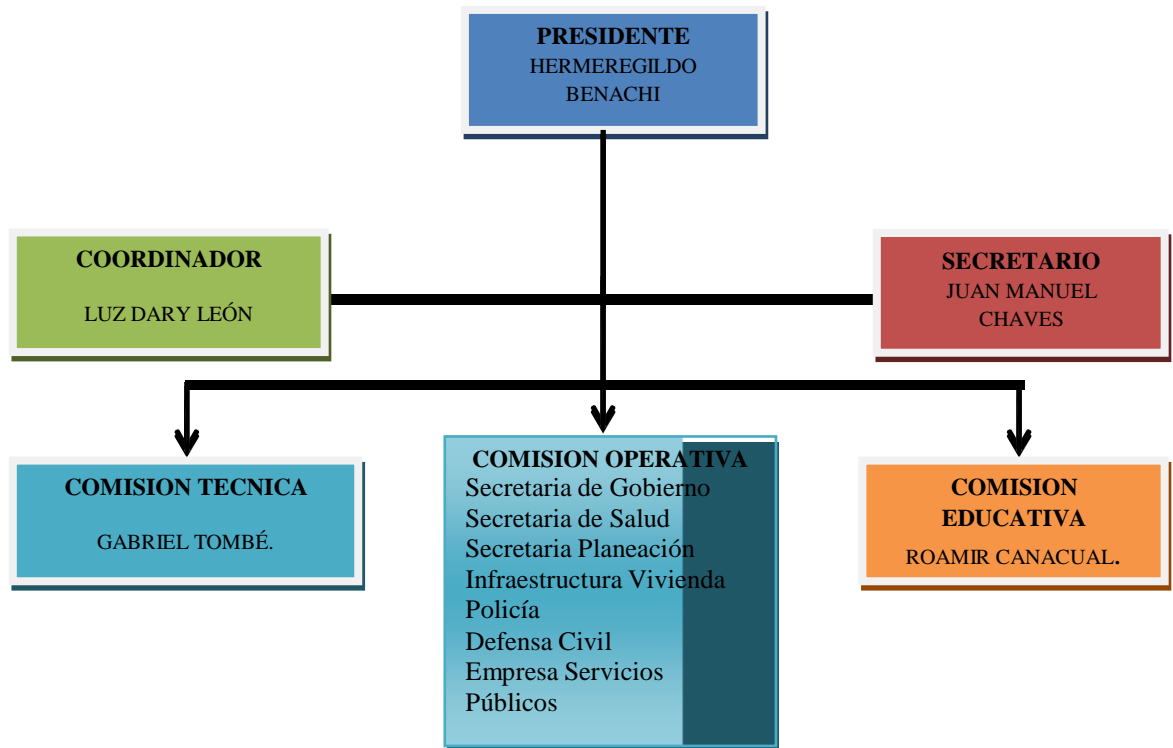 PRESIDENTE
HERMEREGILDO
BENACHI
COORDINADOR
LUZ DARY LEÓN
SECRETARIO
JUAN MANUEL
CHAVES
COMISION TECNICA
GABRIEL TOMBÉ.
COMISION OPERATIVA
Secretaria de Gobierno
Secretaria de Salud
Secretaria Planeación
Infraestructura Vivienda
Policía
Defensa Civil
Empresa Servicios
Públicos
COMISION
EDUCATIVA
ROAMIR CANACUAL.